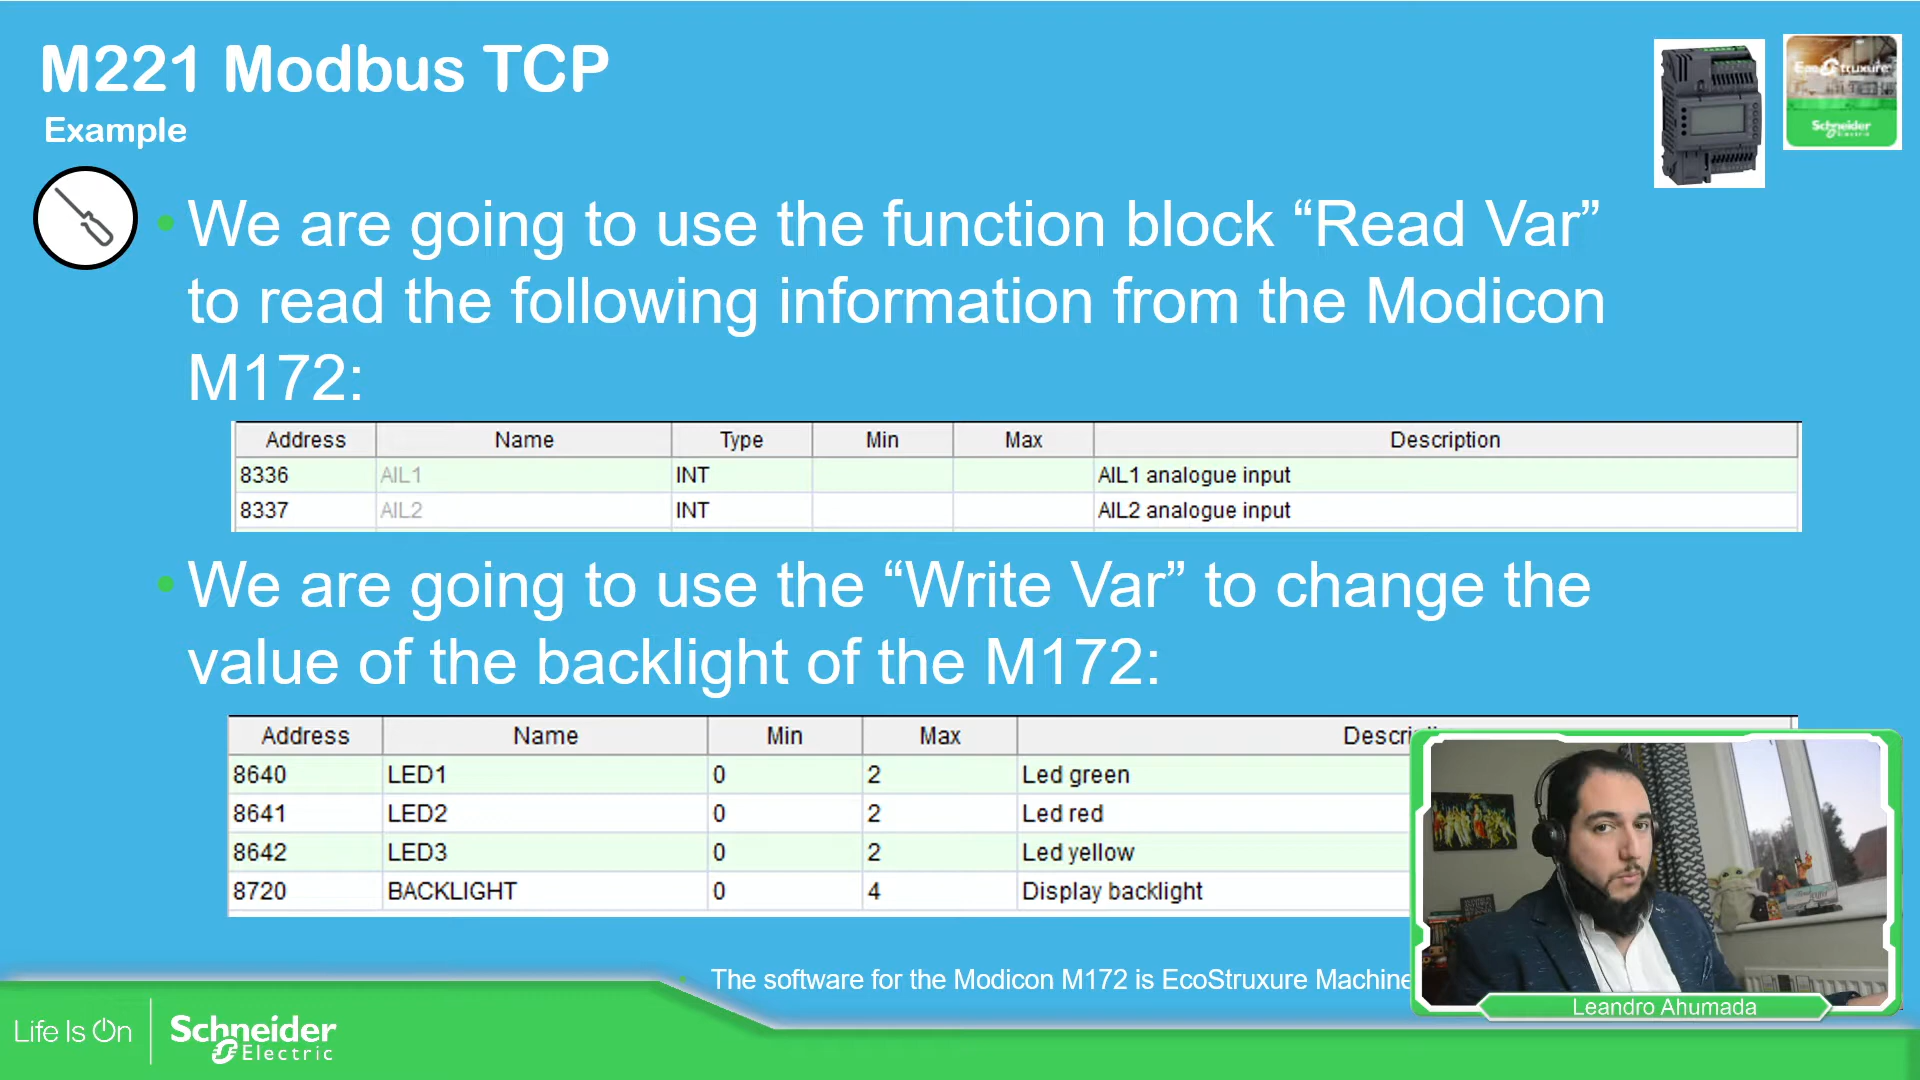 M221 Modbus TCP
Example
EcoStruxure
Schneider
Electric
• We are going to use the function block “Read Var”
to read the following information from the Modicon
M172:
Address Name Type Min Max Description
8336 AIL1 INT AIL1 analogue input
8337 AIL2 INT AIL2 analogue input
• We are going to use the “Write Var” to change the
value of the backlight of the M172:
Address Name Min Max Descri
8640 LED1 0 2 Led green
8641 LED2 0 2 Led red
8642 LED3 0 2 Led yellow
8720 BACKLIGHT 0 4 Display backlight
• The software for the Modicon M172 is EcoStruxure Machine
Leandro Ahumada
Life Is On
Schneider
Electric